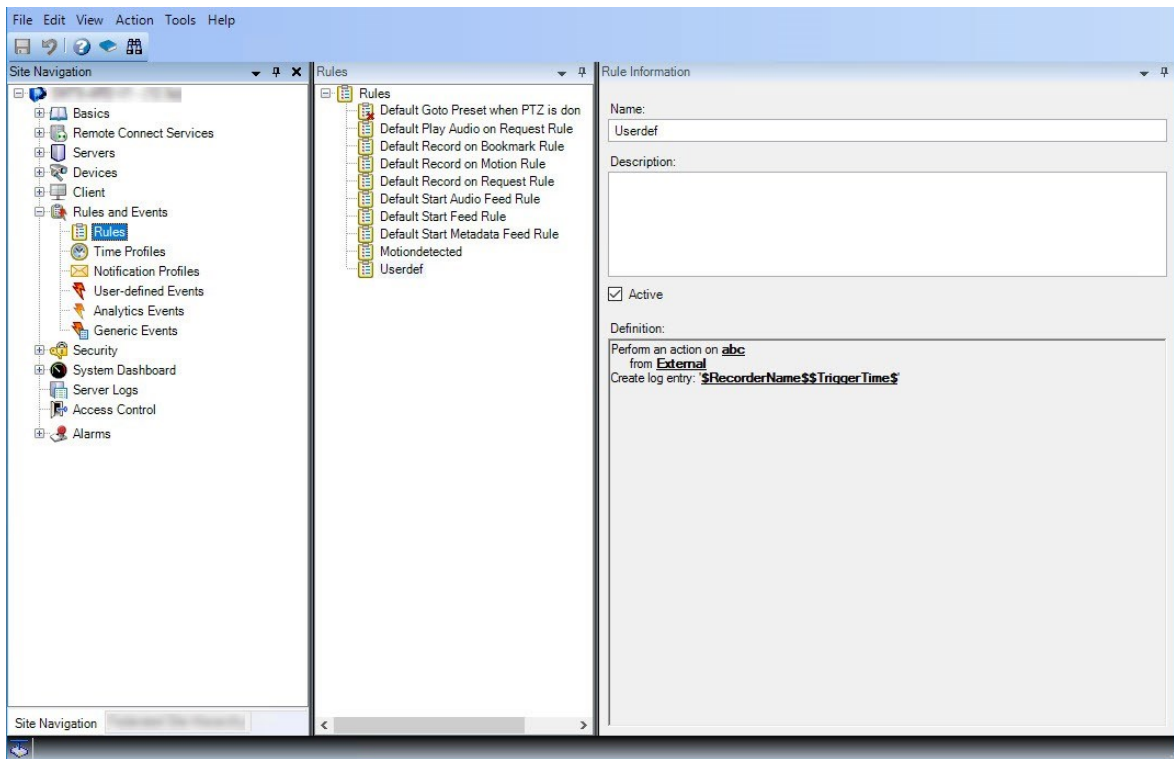 File Edit View Action Tools Help
Site Navigation
Basics
Remote Connect Services
Servers
Devices
Client
Rules and Events
Rules
Time Profiles
Notification Profiles
User-defined Events
Analytics Events
Generic Events
Security
System Dashboard
Server Logs
Access Control
Alarms
Site Navigation
Rules
Rules
Default Goto Preset when PTZ is don
Default Play Audio on Request Rule
Default Record on Bookmark Rule
Default Record on Motion Rule
Default Record on Request Rule
Default Start Audio Feed Rule
Default Start Feed Rule
Default Start Metadata Feed Rule
Motiondetected
Userdef
Rule Information
Name:
Userdef
Description:
Active
Definition:
Perform an action on abc
from External
Create log entry: '$RecorderName$$TriggerTime$'